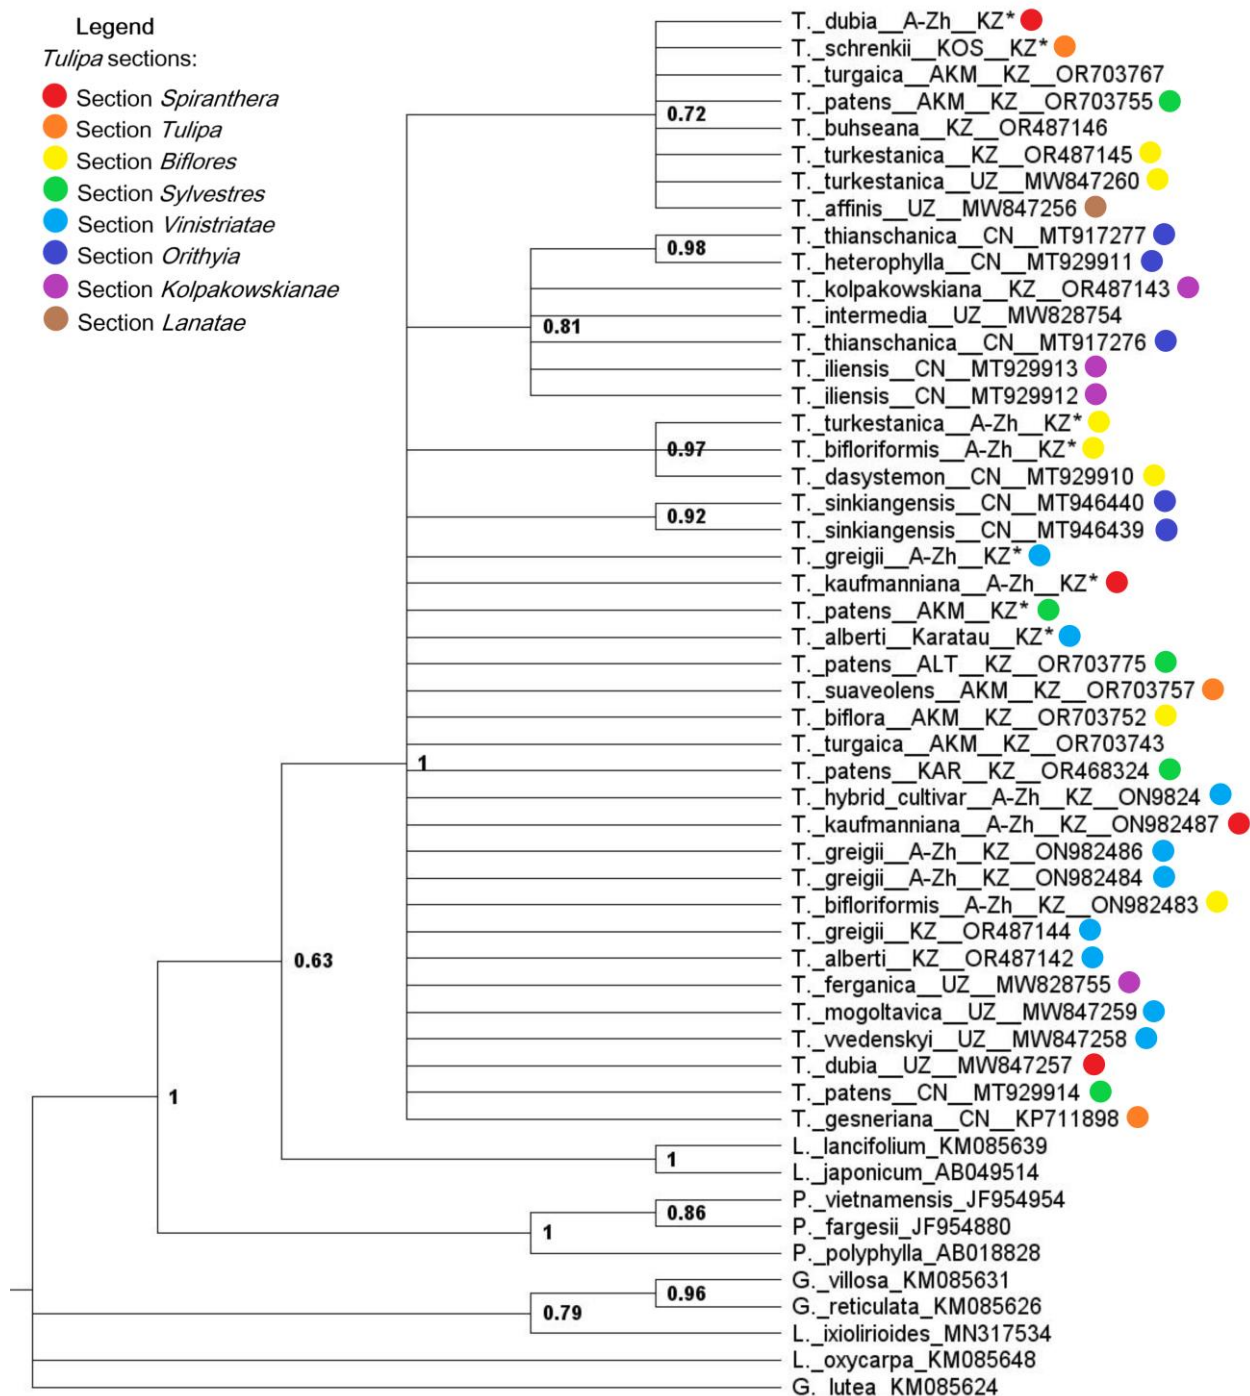 Legend
Tulipa sections:
Section Spiranthera
Section Tulipa
Section Biflores
Section Sylvestres
Section Vinistriatae
Section Orithyia
Section Kolpakowskianae
Section Lanatae
T._dubia__A-Zh__KZ*
T._schrenkii__KOS__KZ*
T._turgaica__AKM__KZ__OR703767
T._patens__AKM__KZ__OR703755
0.72
T._buhseana__KZ__OR487146
T._turkestanica__KZ__OR487145
T._turkestanica__UZ__MW847260
T._affinis__UZ__MW847256
T._thianschanica__CN__MT917277
0.98
T._heterophylla__CN__MT929911
T._kolpakowskiana__KZ__OR487143
T._intermedia__UZ__MW828754
0.81
T._thianschanica__CN__MT917276
T._iliensis__CN__MT929913
T._iliensis__CN__MT929912
T._turkestanica__A-Zh__KZ*
0.97
T._bifloriformis__A-Zh__KZ*
T._dasystemon__CN__MT929910
T._sinkiangensis__CN__MT946440
0.92
T._sinkiangensis__CN__MT946439
T._greigii__A-Zh__KZ*
T._kaufmanniana__A-Zh__KZ*
T._patens__AKM__KZ*
T._alberti__Karatau__KZ*
T._patens__ALT__KZ__OR703775
T._suaveolens__AKM__KZ__OR703757
T._biflora__AKM__KZ__OR703752
T._turgaica__AKM__KZ__OR703743
1
T._patens__KAR__KZ__OR468324
T._hybrid_cultivar__A-Zh__KZ__ON9824
T._kaufmanniana__A-Zh__KZ__ON982487
T._greigii__A-Zh__KZ__ON982486
T._greigii__A-Zh__KZ__ON982484
T._bifloriformis__A-Zh__KZ__ON982483
T._greigii__KZ__OR487144
T._alberti__KZ__OR487142
0.63
T._ferganica__UZ__MW828755
T._mogoltavica__UZ__MW847259
T._vvedenskyi__UZ__MW847258
T._dubia__UZ__MW847257
T._patens__CN__MT929914
1
T._gesneriana__CN__KP711898
L._lancifolium_KM085639
1
L._japonicum_AB049514
P._vietnamensis_JF954954
0.86
P._fargesii_JF954880
1
P._polyphylla_AB018828
G._villosa_KM085631
0.96
G._reticulata_KM085626
0.79
L._ixiolirioides_MN317534
L._oxycarpa_KM085648
G._lutea_KM085624